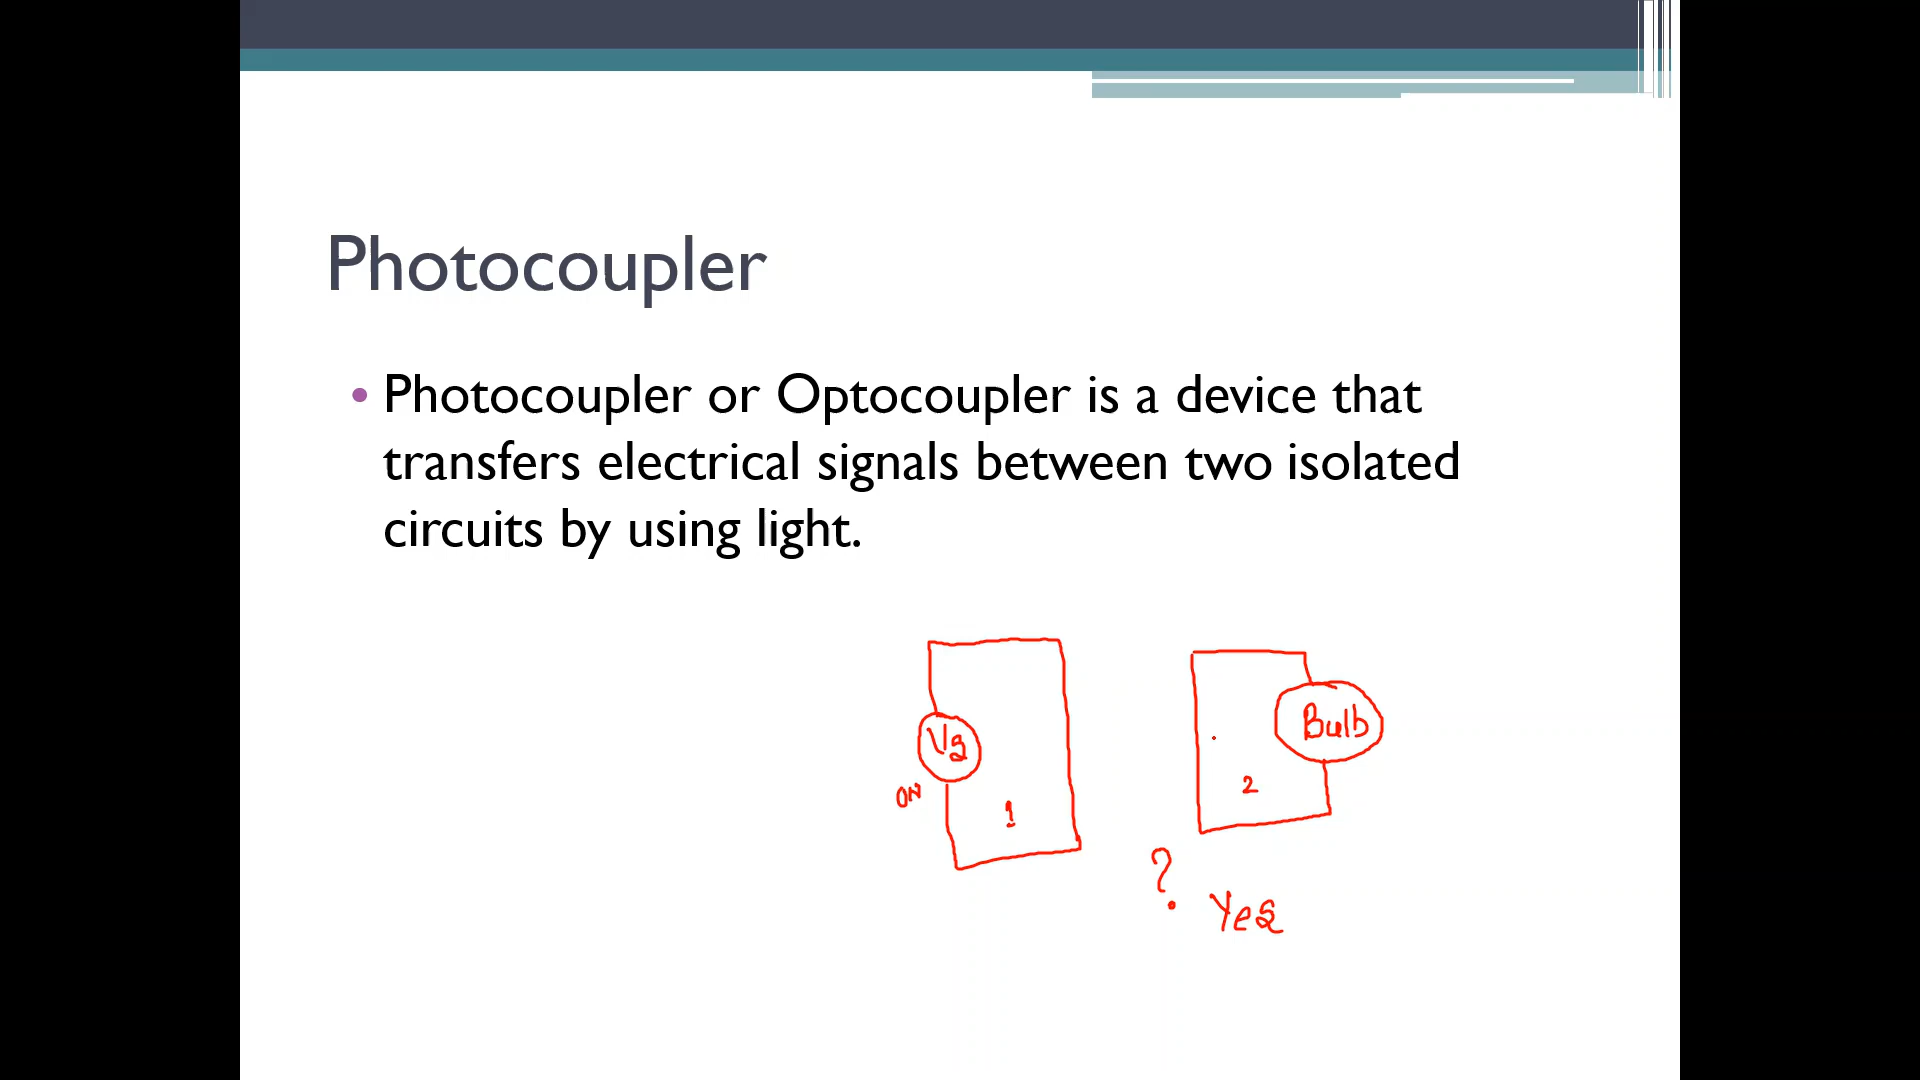 Photocoupler
• Photocoupler or Optocoupler is a device that
transfers electrical signals between two isolated
circuits by using light.
Vs
Bulb
ON
1
2
?
Yes